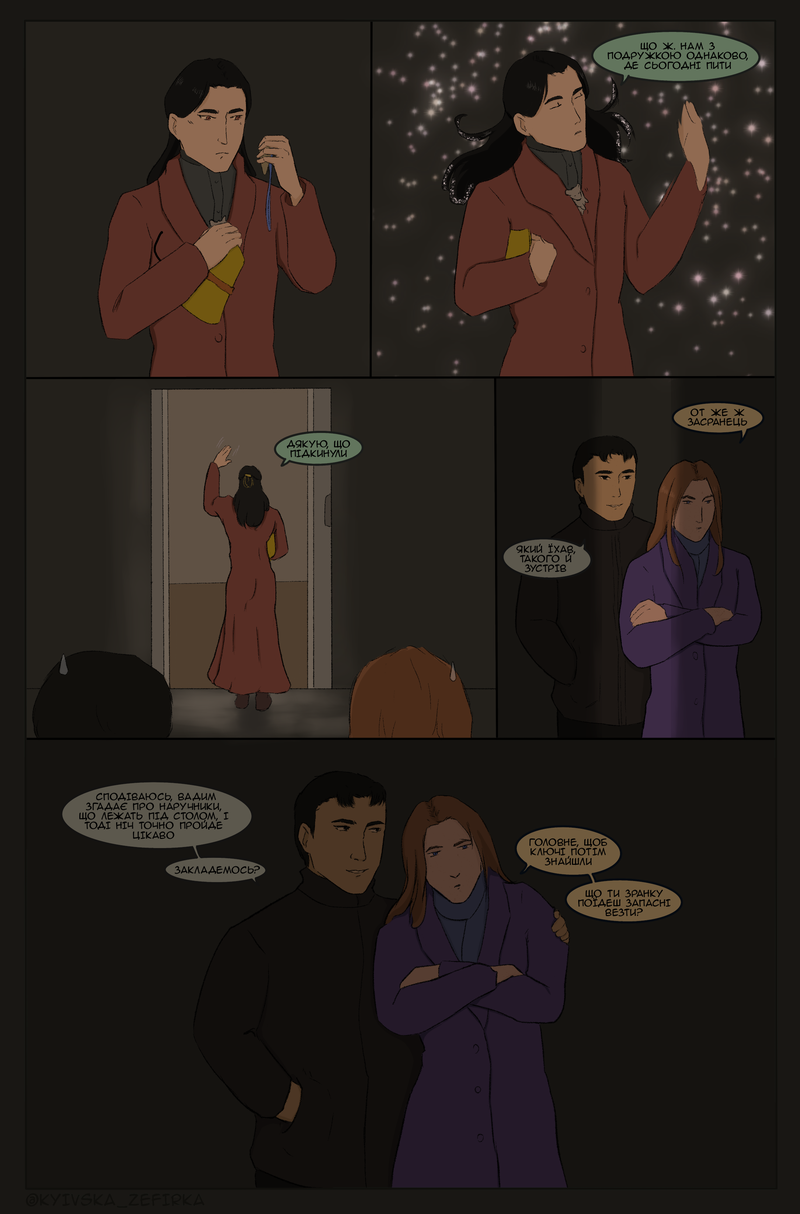 ЩО Ж, НАМ З
ПОДРУЖКОЮ ОДНАКОВО,
ДЕ СЬОГОДНІ ПИТИ
ДЯКУЮ, ЩО
ПІДКИНУЛИ
ОТ ЖЕ Ж
ЗАСРАНЕЦЬ
ЯКИЙ ЇХАВ,
ТАКОГО Й
ЗУСТРІВ
СПОДІВАЮСЬ, ВАДИМ
ЗГАДАЄ ПРО НАРУЧНИКИ,
ЩО ЛЕЖАТЬ ПІД СТОЛОМ, І
ТОДІ НІЧ ТОЧНО ПРОЙДЕ
ЦІКАВО
ЗАКЛАДЕМОСЬ?
ГОЛОВНЕ, ЩОБ
КЛЮЧІ ПОТІМ
ЗНАЙШЛИ
ЩО ТИ ЗРАНКУ
ПОЇДЕШ ЗАПАСНІ
ВЕЗТИ?
@KYIVSKA_ZEFIRKA